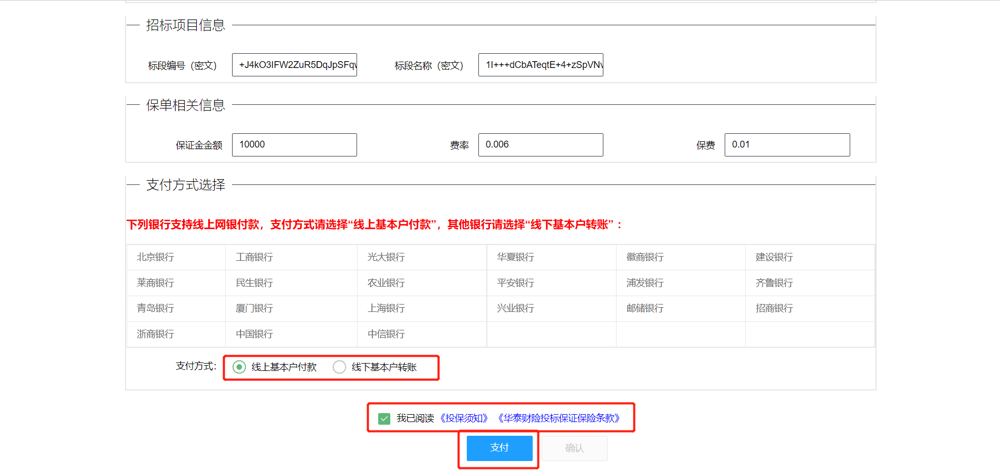 招标项目信息
标段编号（密文） +J4kO3IFW2ZuR5DqJpSFq 标段名称（密文） 1I+++dCbATeqtE+4+zSpVN
保单相关信息
保证金金额 10000 费率 0.006 保费 0.01
支付方式选择
下列银行支持线上网银付款，支付方式请选择“线上基本户付款”，其他银行请选择“线下基本户转账”：
北京银行 工商银行 光大银行 华夏银行 徽商银行 建设银行
莱商银行 民生银行 农业银行 平安银行 浦发银行 齐鲁银行
青岛银行 厦门银行 上海银行 兴业银行 邮储银行 招商银行
浙商银行 中国银行 中信银行
支付方式： 线上基本户付款 线下基本户转账
我已阅读《投保须知》《华泰财险投标保证保险条款》
支付 确认